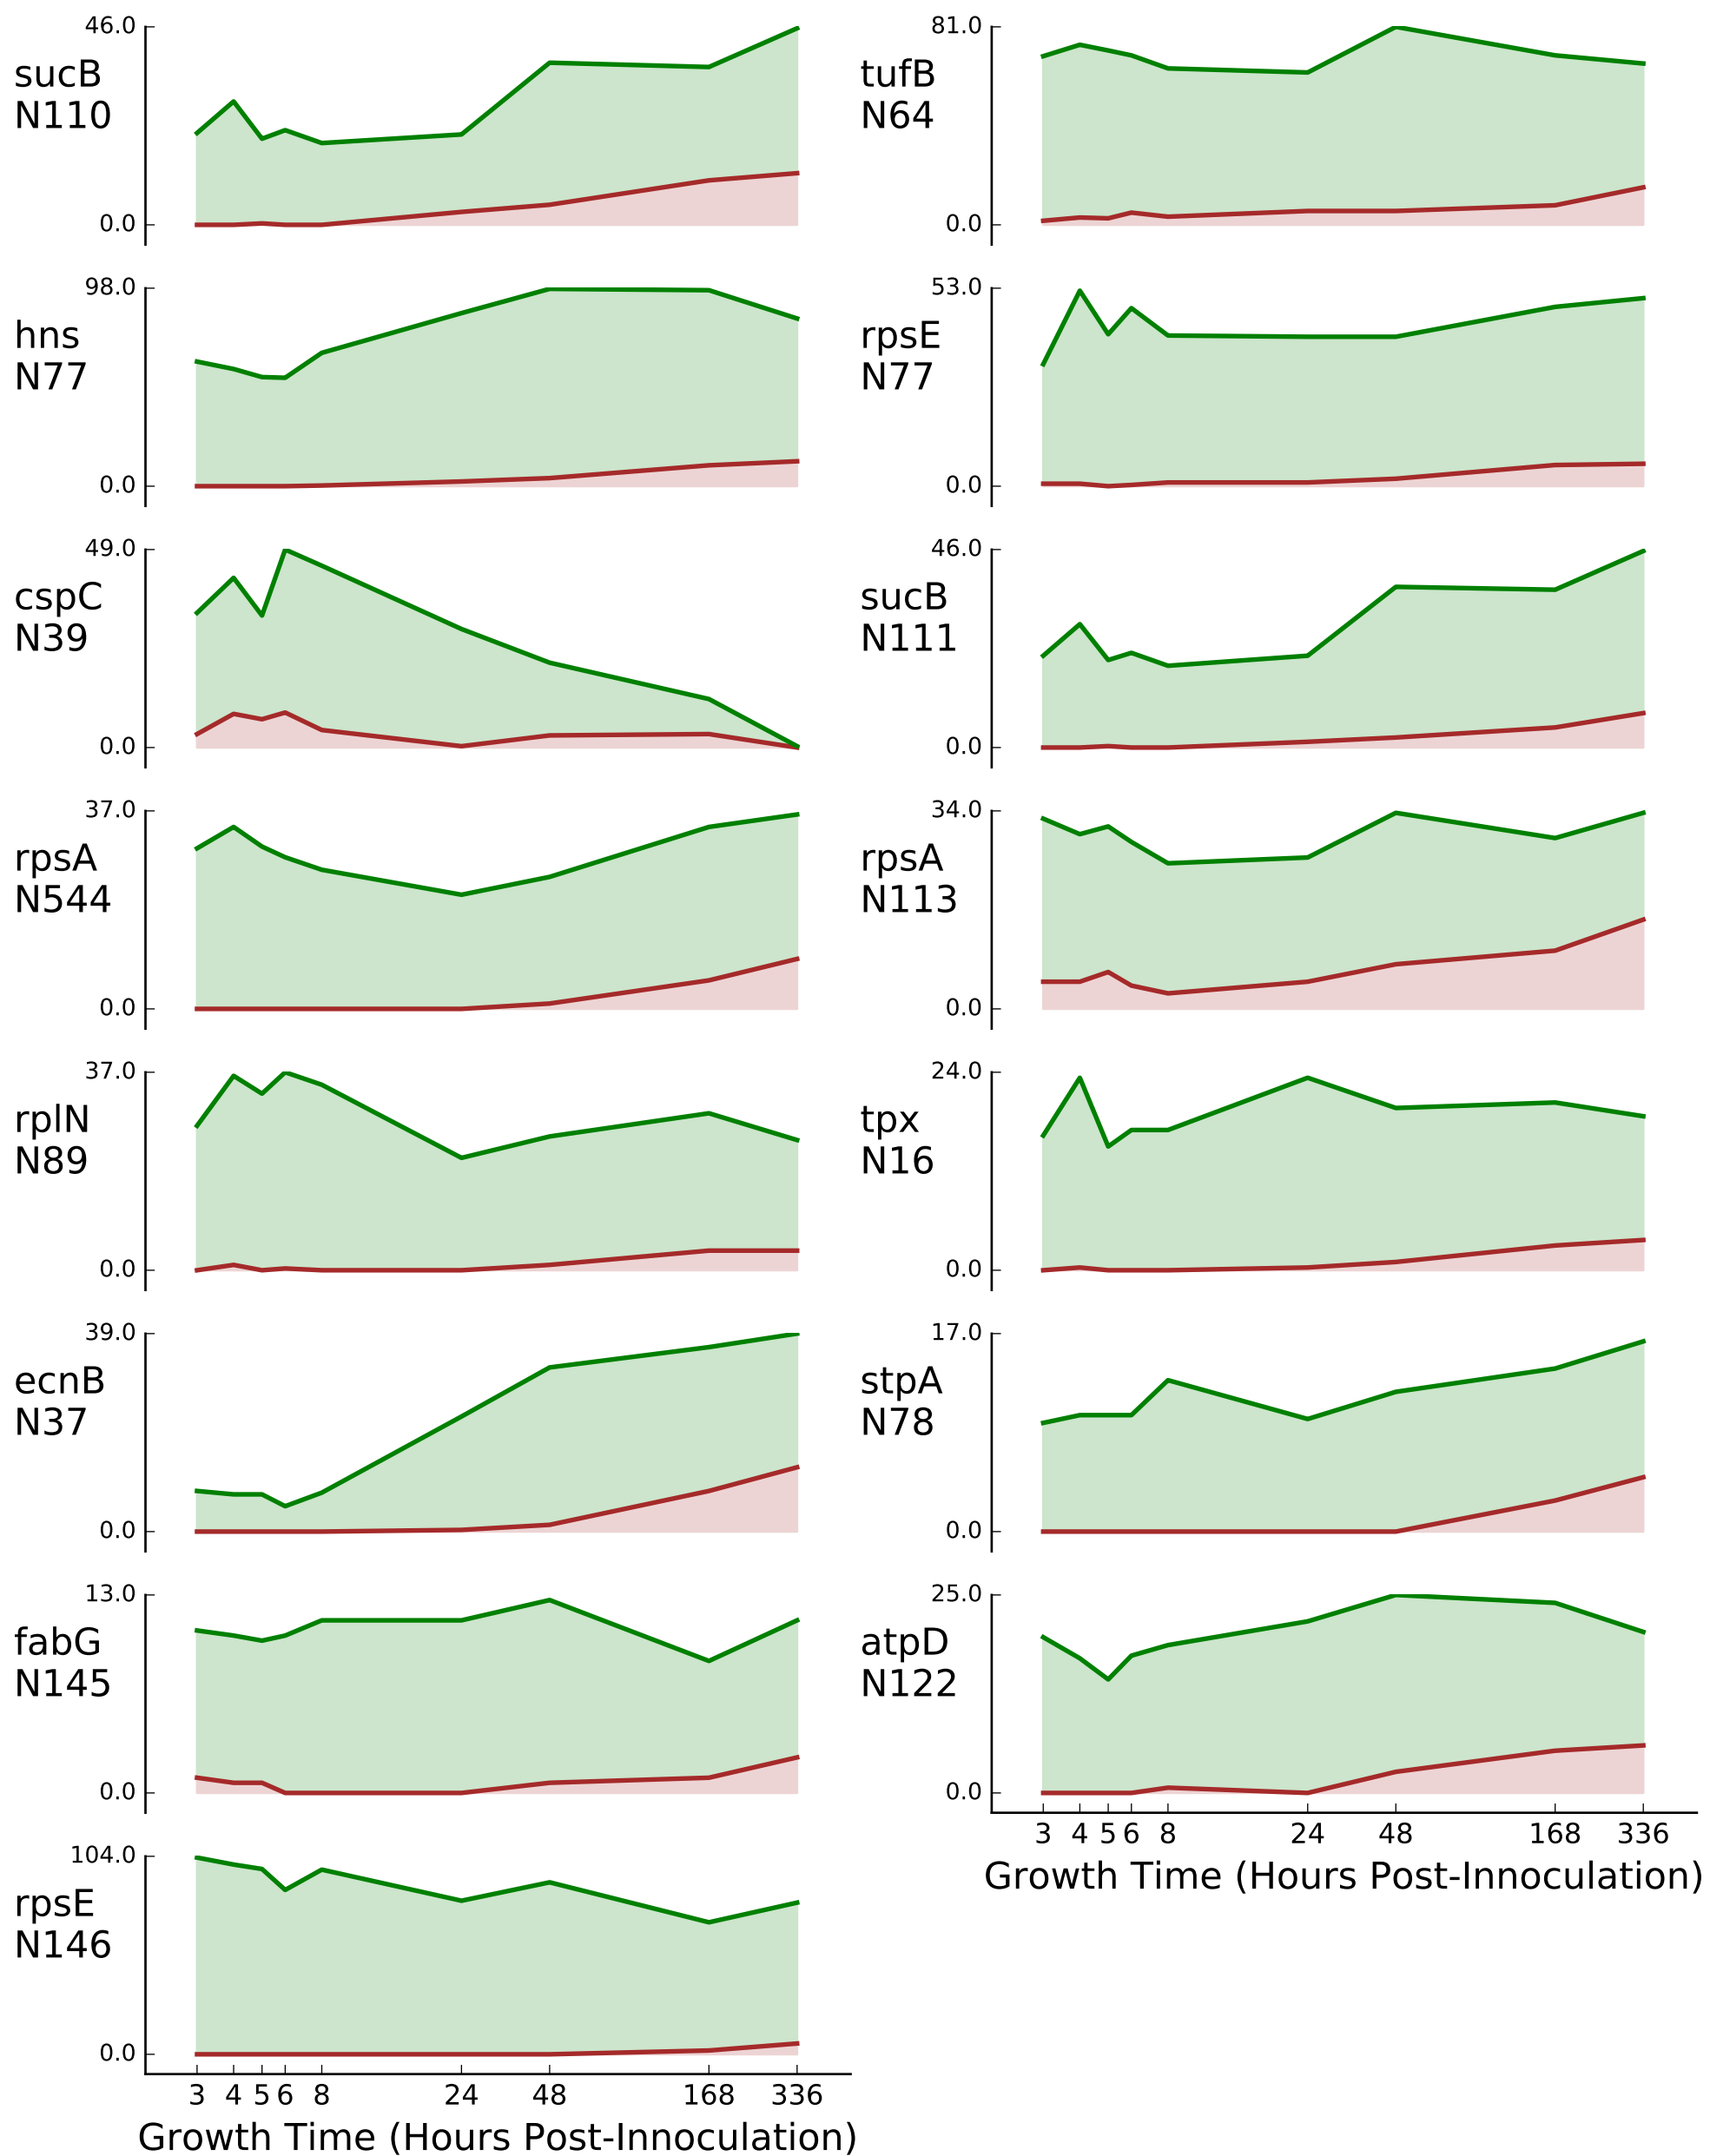 46.0
sucB
N110
0.0
81.0
tufB
N64
0.0
98.0
hns
N77
0.0
53.0
rpsE
N77
0.0
49.0
cspC
N39
0.0
46.0
sucB
N111
0.0
37.0
rpsA
N544
0.0
34.0
rpsA
N113
0.0
37.0
rplN
N89
0.0
24.0
tpx
N16
0.0
39.0
ecnB
N37
0.0
17.0
stpA
N78
0.0
13.0
fabG
N145
0.0
25.0
atpD
N122
0.0
3 4 5 6 8 24 48 168 336
Growth Time (Hours Post-Innoculation)
104.0
rpsE
N146
0.0
3 4 5 6 8 24 48 168 336
Growth Time (Hours Post-Innoculation)